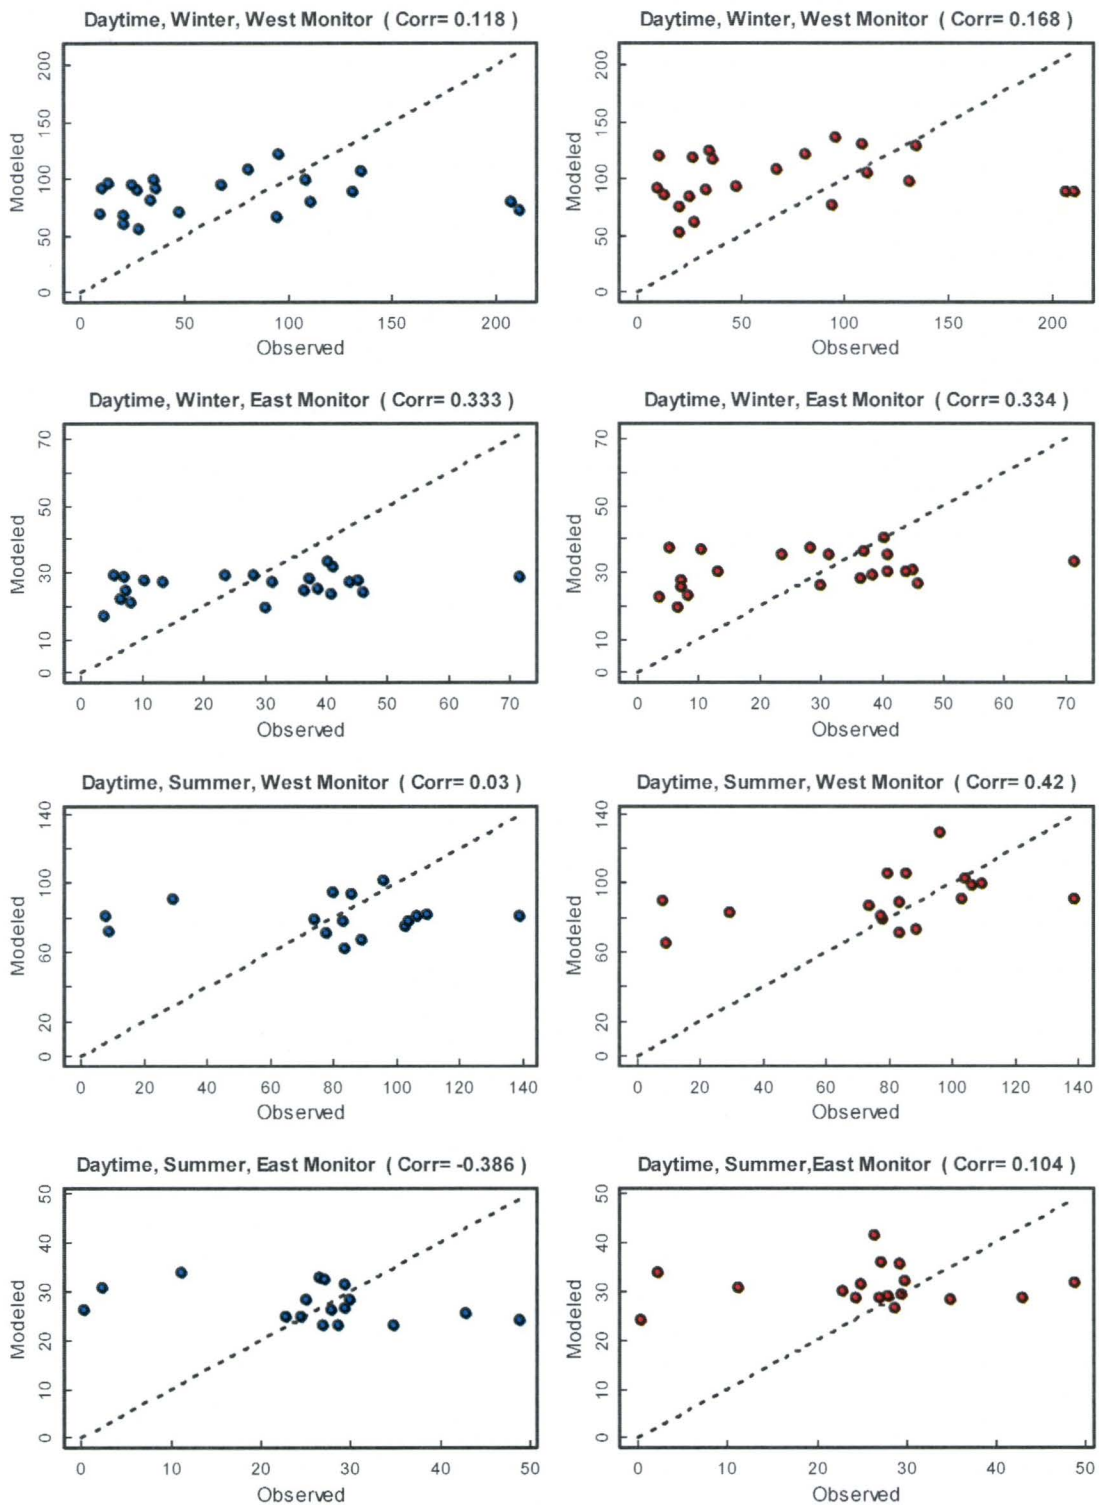 Daytime, Winter, West Monitor ( Corr= 0.118 )
Modeled
200
150
100
50
0
0 50 100 150 200
Observed
Daytime, Winter, West Monitor ( Corr= 0.168 )
Modeled
200
150
100
50
0
0 50 100 150 200
Observed
Daytime, Winter, East Monitor ( Corr= 0.333 )
Modeled
70
50
30
10
0
0 10 20 30 40 50 60 70
Observed
Daytime, Winter, East Monitor ( Corr= 0.334 )
Modeled
70
50
30
10
0
0 10 20 30 40 50 60 70
Observed
Daytime, Summer, West Monitor ( Corr= 0.03 )
Modeled
140
100
60
20
0
0 20 40 60 80 100 120 140
Observed
Daytime, Summer, West Monitor ( Corr= 0.42 )
Modeled
140
100
60
20
0
0 20 40 60 80 100 120 140
Observed
Daytime, Summer, East Monitor ( Corr= -0.386 )
Modeled
50
40
30
20
10
0
0 10 20 30 40 50
Observed
Daytime, Summer,East Monitor ( Corr= 0.104 )
Modeled
50
40
30
20
10
0
0 10 20 30 40 50
Observed